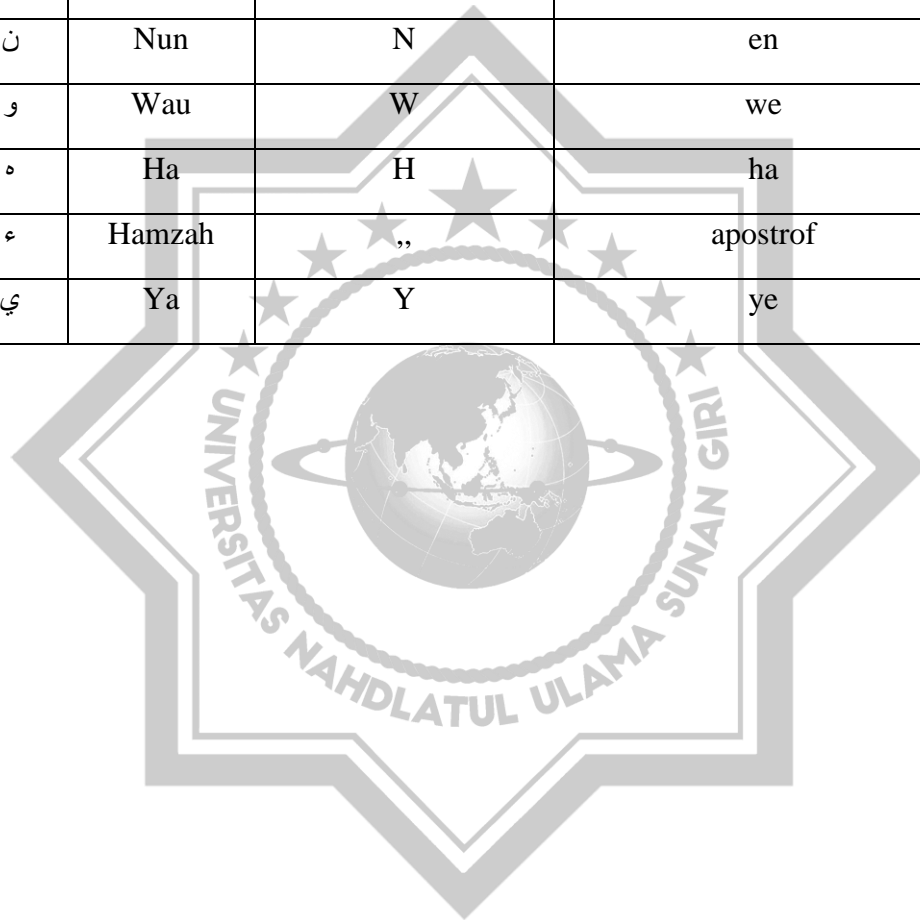 ن Nun N en
و Wau W we
ه Ha H ha
ء Hamzah ,, apostrof
ي Ya Y ye
UNIVERSITAS NAHDLATUL ULAMA SUNAN GIRI